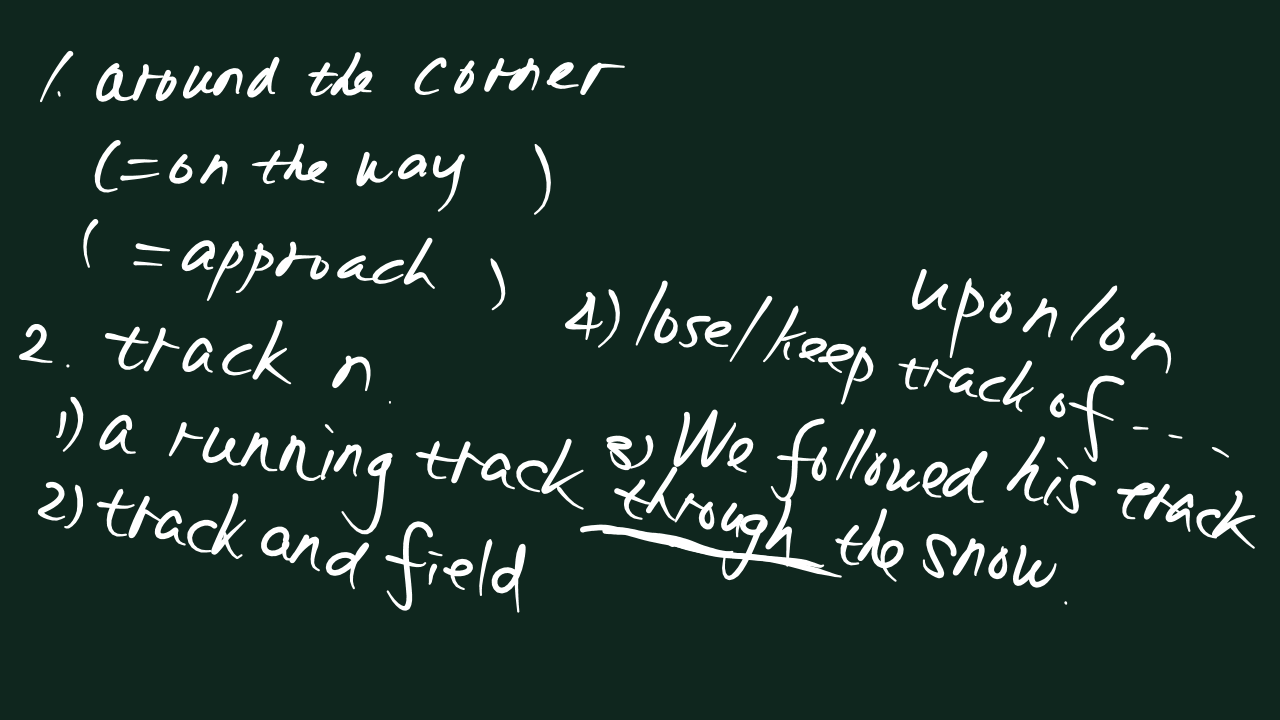 1. around the corner
(=on the way )
( =approach )
2. track n.
1) a running track
2) track and field
upon/on
4) lose/keep track of ----
3) We followed his track
through the snow.